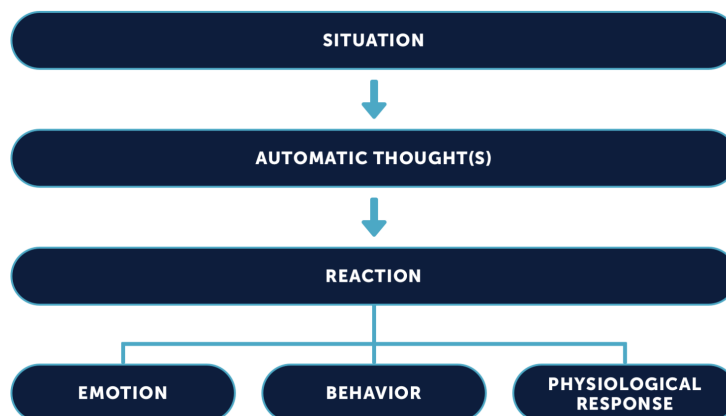 SITUATION
AUTOMATIC THOUGHT(S)
REACTION
EMOTION
BEHAVIOR
PHYSIOLOGICAL
RESPONSE